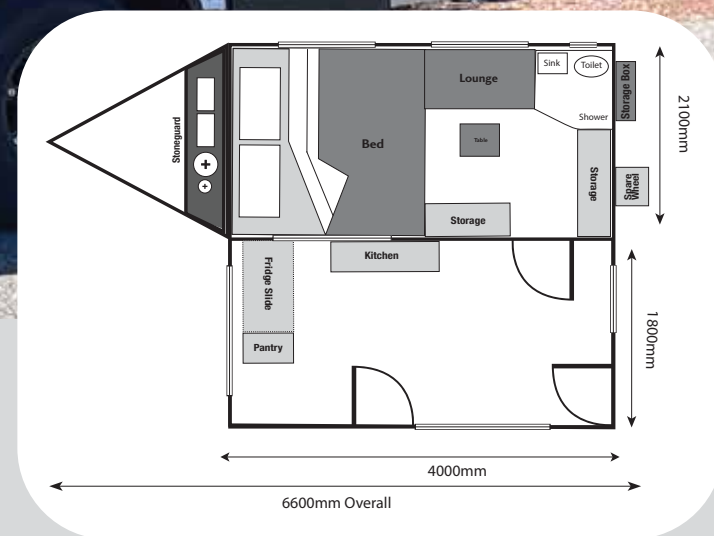 Stoneguard
Bed
Lounge
Table
Sink
Toilet
Shower
Storage
Storage
Storage Box
Spare
Wheel
2100mm
Fridge Slide
Pantry
Kitchen
1800mm
4000mm
6600mm Overall